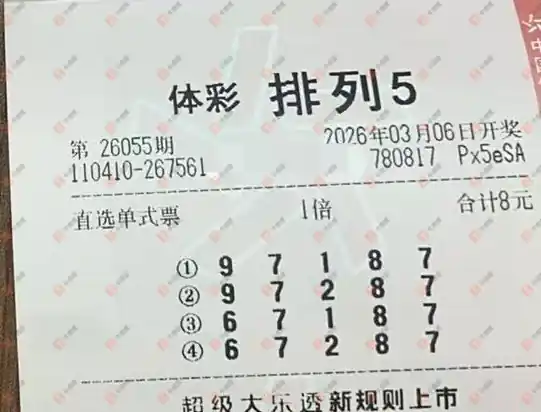 体彩 排列5
第 26055期 2026年03月06日开奖
110410-267561 780817 Px5eSA
直选单式票 1倍 合计8元
① 9 7 1 8 7
② 9 7 2 8 7
③ 6 7 1 8 7
④ 6 7 2 8 7
超级大乐透新规则上市